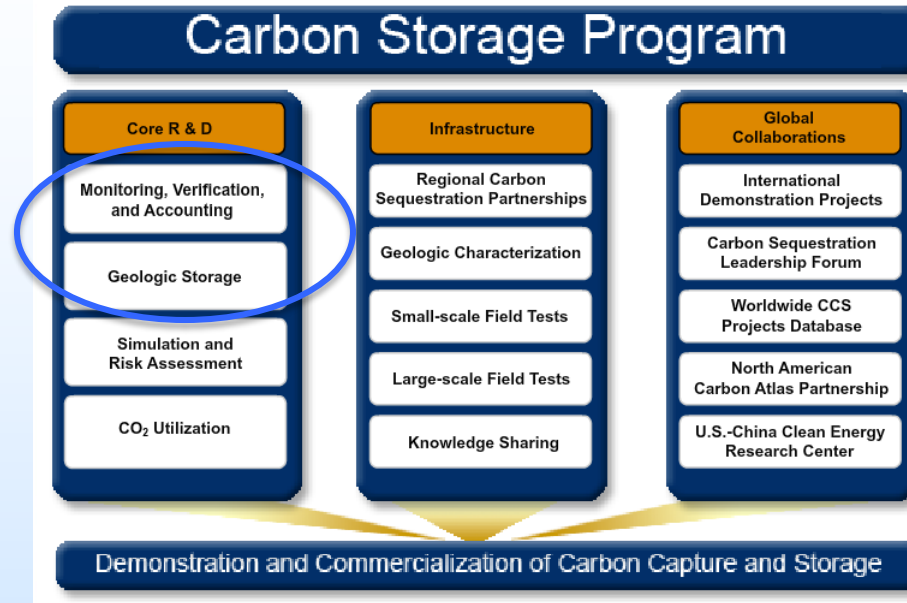 Carbon Storage Program
Core R & D
Monitoring, Verification,
and Accounting
Geologic Storage
Simulation and
Risk Assessment
CO₂ Utilization
Infrastructure
Regional Carbon
Sequestration Partnerships
Geologic Characterization
Small-scale Field Tests
Large-scale Field Tests
Knowledge Sharing
Global
Collaborations
International
Demonstration Projects
Carbon Sequestration
Leadership Forum
Worldwide CCS
Projects Database
North American
Carbon Atlas Partnership
U.S.-China Clean Energy
Research Center
Demonstration and Commercialization of Carbon Capture and Storage